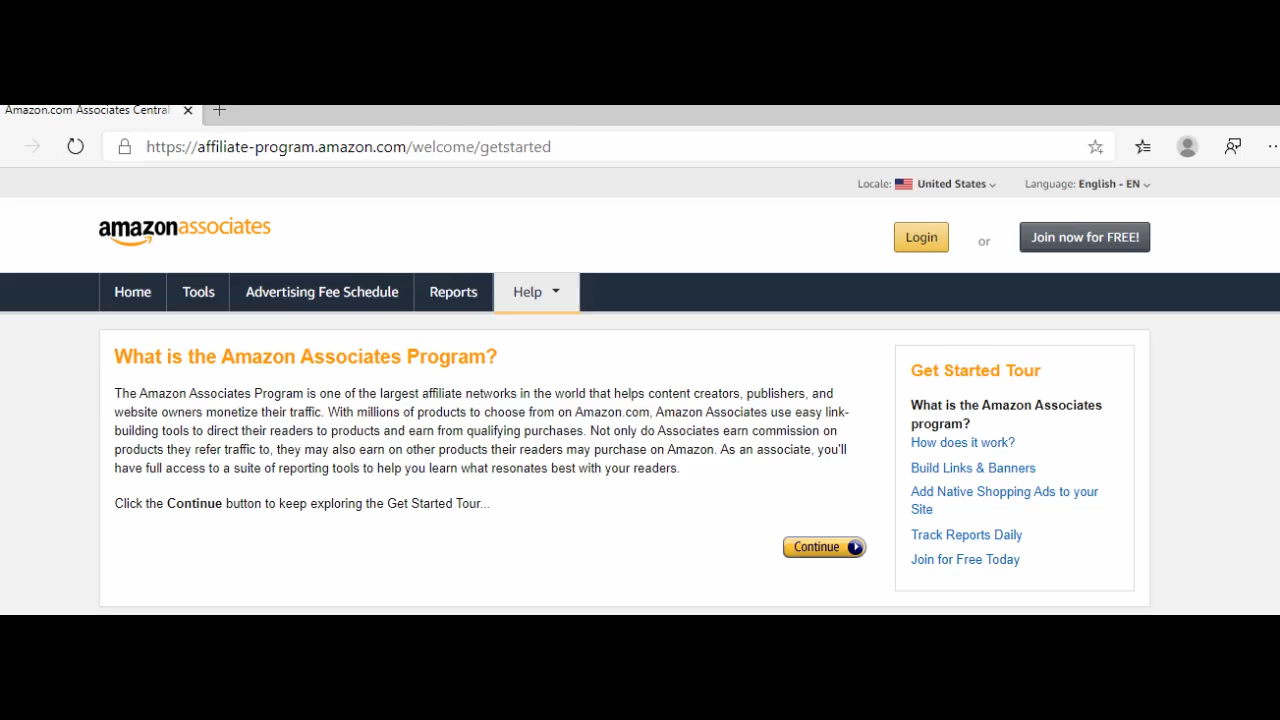 Amazon.com Associates Central
https://affiliate-program.amazon.com/welcome/getstarted
Locale: United States Language: English - EN
amazonassociates
Login or Join now for FREE!
Home Tools Advertising Fee Schedule Reports Help
What is the Amazon Associates Program?
The Amazon Associates Program is one of the largest affiliate networks in the world that helps content creators, publishers, and
website owners monetize their traffic. With millions of products to choose from on Amazon.com, Amazon Associates use easy link-
building tools to direct their readers to products and earn from qualifying purchases. Not only do Associates earn commission on
products they refer traffic to, they may also earn on other products their readers may purchase on Amazon. As an associate, you'll
have full access to a suite of reporting tools to help you learn what resonates best with your readers.
Click the Continue button to keep exploring the Get Started Tour...
Continue
Get Started Tour
What is the Amazon Associates
program?
How does it work?
Build Links & Banners
Add Native Shopping Ads to your
Site
Track Reports Daily
Join for Free Today